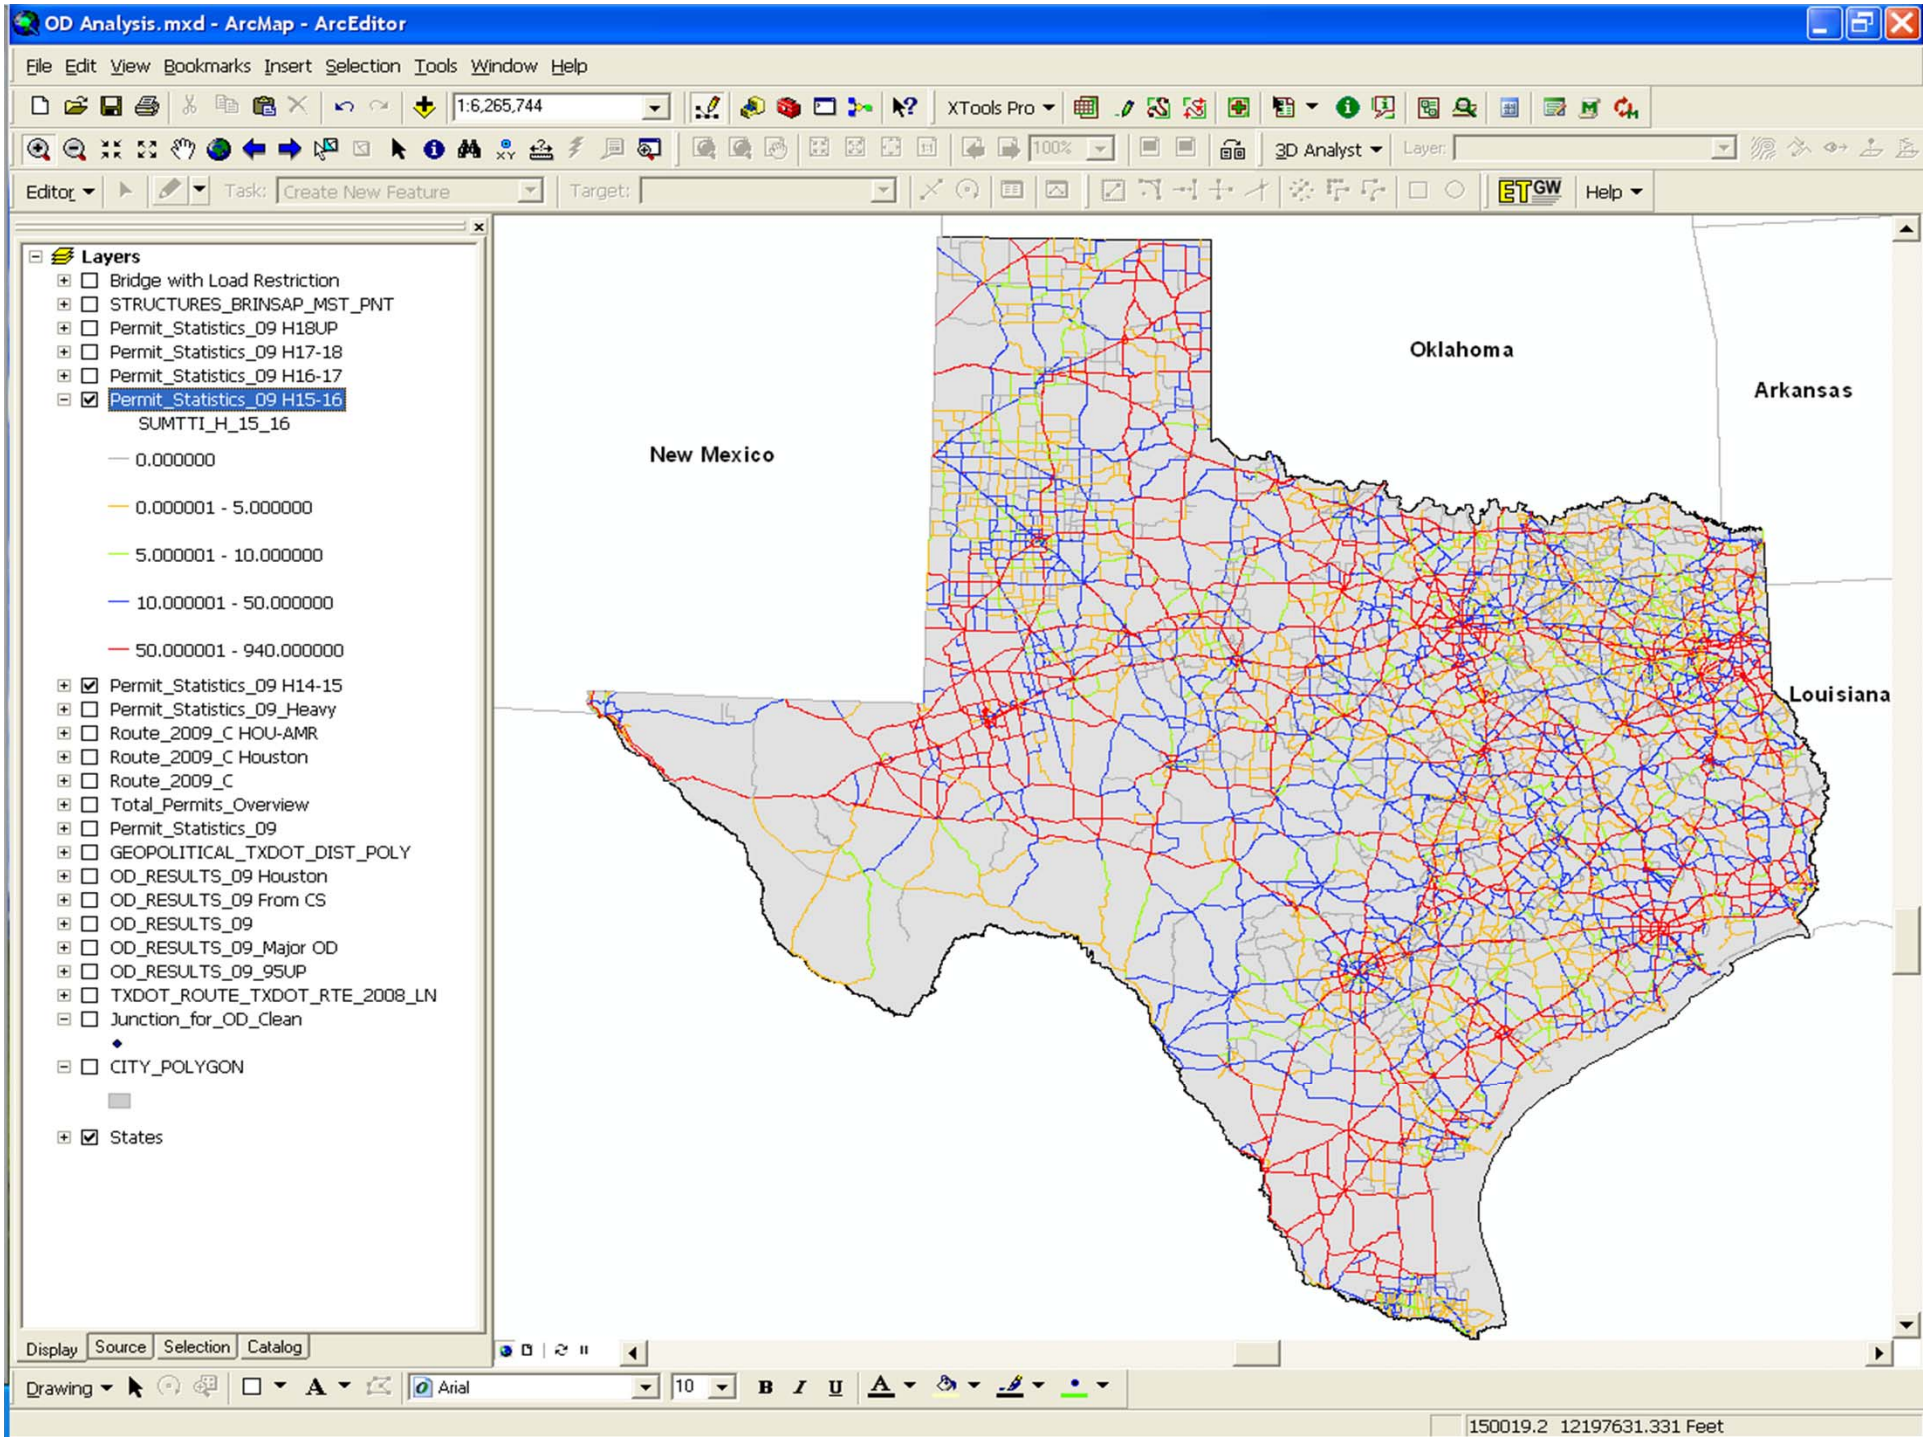 OD Analysis.mxd - ArcMap - ArcEditor
File Edit View Bookmarks Insert Selection Tools Window Help
1:6,265,744
XTools Pro
100%
3D Analyst
Layer:
Editor
Task:
Create New Feature
Target:
ET GW
Help
Layers
Bridge with Load Restriction
STRUCTURES_BRINSAP_MST_PNT
Permit_Statistics_09 H18UP
Permit_Statistics_09 H17-18
Permit_Statistics_09 H16-17
Permit_Statistics_09 H15-16
SUMTTI_H_15_16
0.000000
0.000001 - 5.000000
5.000001 - 10.000000
10.000001 - 50.000000
50.000001 - 940.000000
Permit_Statistics_09 H14-15
Permit_Statistics_09_Heavy
Route_2009_C HOU-AMR
Route_2009_C Houston
Route_2009_C
Total_Permits_Overview
Permit_Statistics_09
GEOPOLITICAL_TXDOT_DIST_POLY
OD_RESULTS_09 Houston
OD_RESULTS_09 From CS
OD_RESULTS_09
OD_RESULTS_09_Major OD
OD_RESULTS_09_95UP
TXDOT_ROUTE_TXDOT_RTE_2008_LN
Junction_for_OD_Clean
CITY_POLYGON
States
Oklahoma
Arkansas
New Mexico
Louisiana
Display Source Selection Catalog
Drawing
A
Arial
10
B I U A
150019.2 12197631.331 Feet